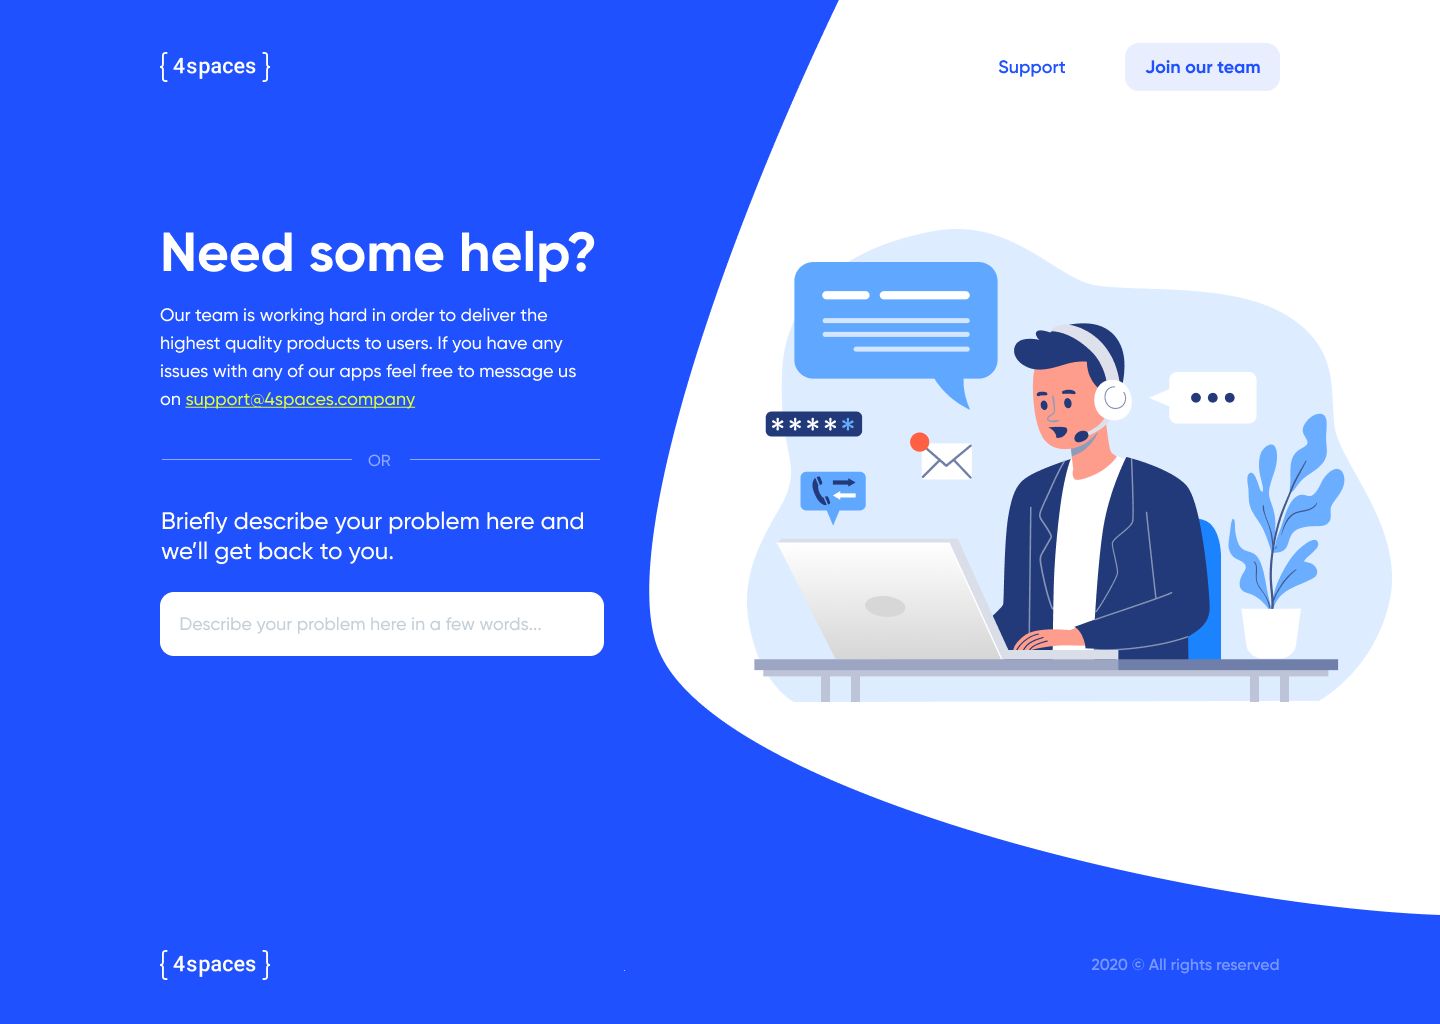 { 4spaces }
Support
Join our team
Need some help?
Our team is working hard in order to deliver the
highest quality products to users. If you have any
issues with any of our apps feel free to message us
on support@4spaces.company
OR
Briefly describe your problem here and
we’ll get back to you.
Describe your problem here in a few words...
{ 4spaces }
2020 © All rights reserved